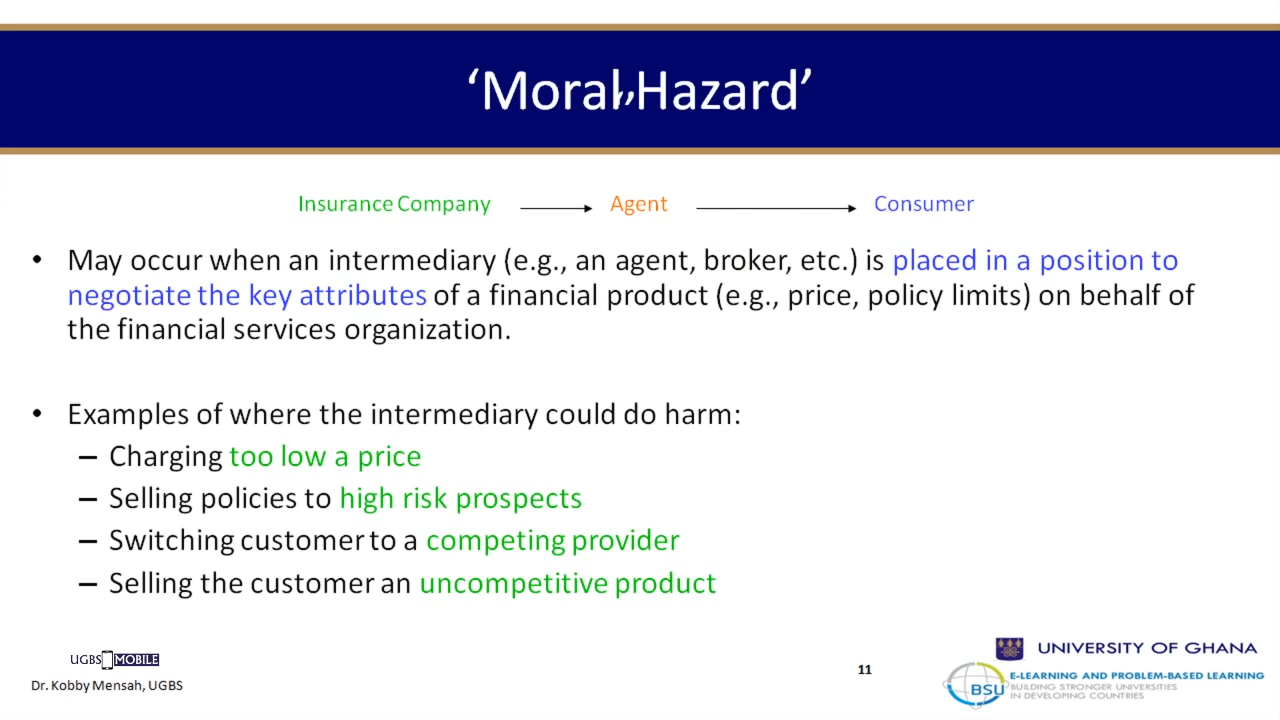 ‘Moral Hazard’
Insurance Company Agent Consumer
• May occur when an intermediary (e.g., an agent, broker, etc.) is placed in a position to
negotiate the key attributes of a financial product (e.g., price, policy limits) on behalf of
the financial services organization.
• Examples of where the intermediary could do harm:
– Charging too low a price
– Selling policies to high risk prospects
– Switching customer to a competing provider
– Selling the customer an uncompetitive product
UGBS MOBILE
Dr. Kobby Mensah, UGBS
11
UNIVERSITY OF GHANA
BSU
E-LEARNING AND PROBLEM-BASED LEARNING
BUILDING STRONGER UNIVERSITIES
IN DEVELOPING COUNTRIES